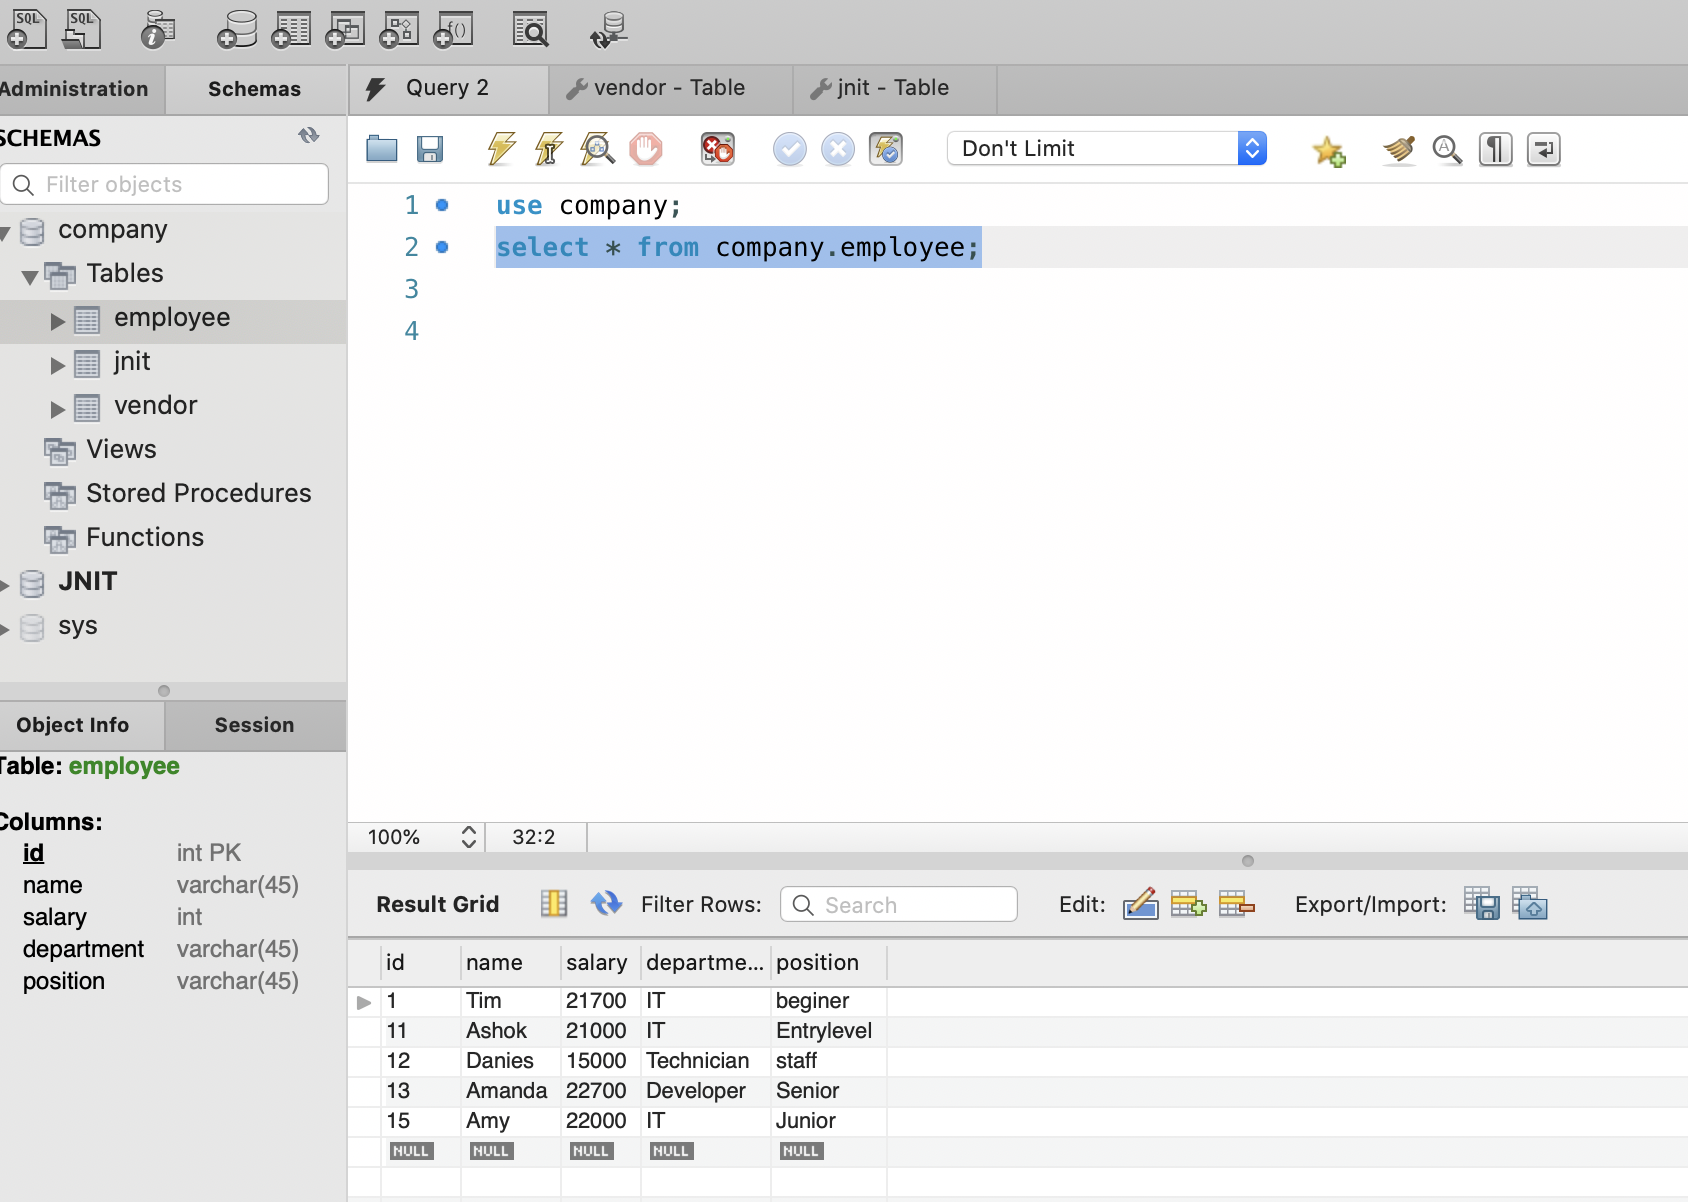 SQL SQL i f()
Administration Schemas Query 2 vendor - Table jnit - Table
SCHEMAS
Filter objects
Don't Limit
company
Tables
employee
jnit
vendor
Views
Stored Procedures
Functions
JNIT
sys
1 use company;
2 select * from company.employee;
3
4
100% 32:2
Object Info Session
Table: employee
Columns:
id int PK
name varchar(45)
salary int
department varchar(45)
position varchar(45)
Result Grid Filter Rows: Search Edit: Export/Import:
id name salary departme... position
1 Tim 21700 IT beginer
11 Ashok 21000 IT Entrylevel
12 Danies 15000 Technician staff
13 Amanda 22700 Developer Senior
15 Amy 22000 IT Junior
NULL NULL NULL NULL NULL